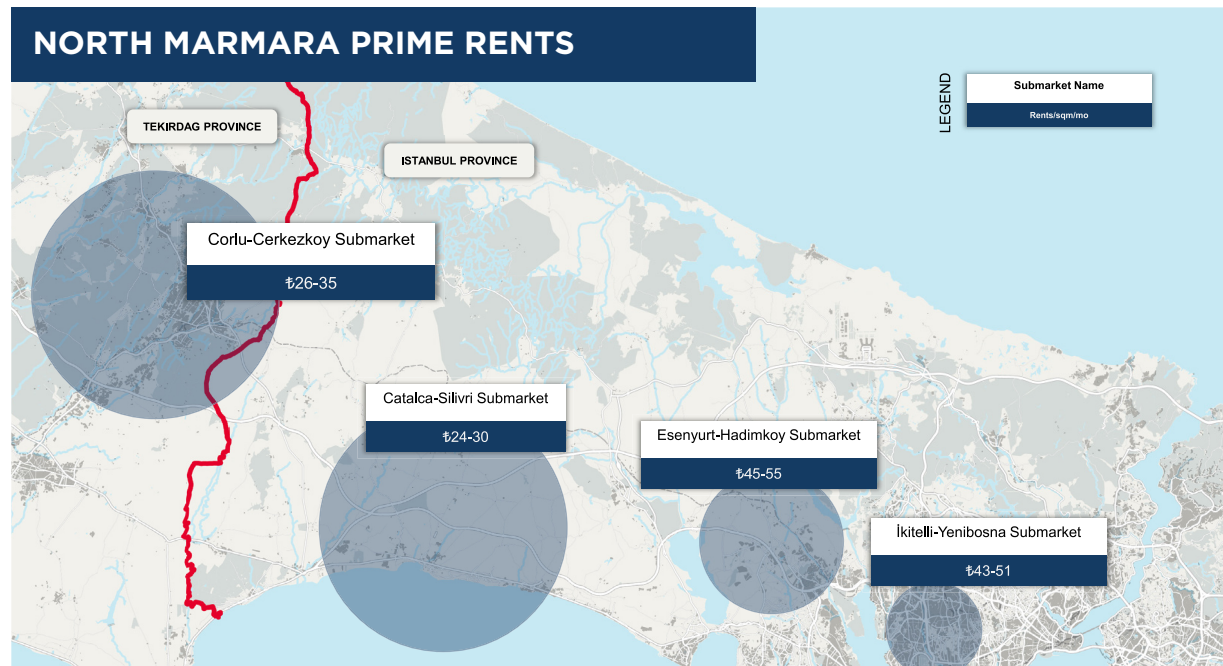 NORTH MARMARA PRIME RENTS
LEGEND
Submarket Name
Rents/sqm/mo
TEKIRDAG PROVINCE
ISTANBUL PROVINCE
Corlu-Cerkezkoy Submarket
₺26-35
Catalca-Silivri Submarket
₺24-30
Esenyurt-Hadimkoy Submarket
₺45-55
İkitelli-Yenibosna Submarket
₺43-51